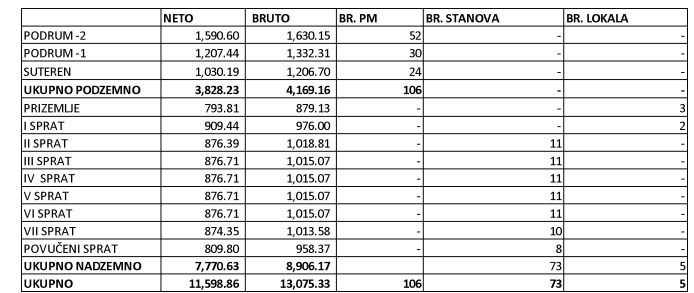 NETO BRUTO BR. PM BR. STANOVA BR. LOKALA
PODRUM -2 1,590.60 1,630.15 52 - -
PODRUM -1 1,207.44 1,332.31 30 - -
SUTEREN 1,030.19 1,206.70 24 - -
UKUPNO PODZEMNO 3,828.23 4,169.16 106 - -
PRIZEMLJE 793.81 879.13 - - 3
I SPRAT 909.44 976.00 - - 2
II SPRAT 876.39 1,018.81 - 11 -
III SPRAT 876.71 1,015.07 - 11 -
IV SPRAT 876.71 1,015.07 - 11 -
V SPRAT 876.71 1,015.07 - 11 -
VI SPRAT 876.71 1,015.07 - 11 -
VII SPRAT 874.35 1,013.58 - 10 -
POVUČENI SPRAT 809.80 958.37 - 8 -
UKUPNO NADZEMNO 7,770.63 8,906.17 73 5
UKUPNO 11,598.86 13,075.33 106 73 5